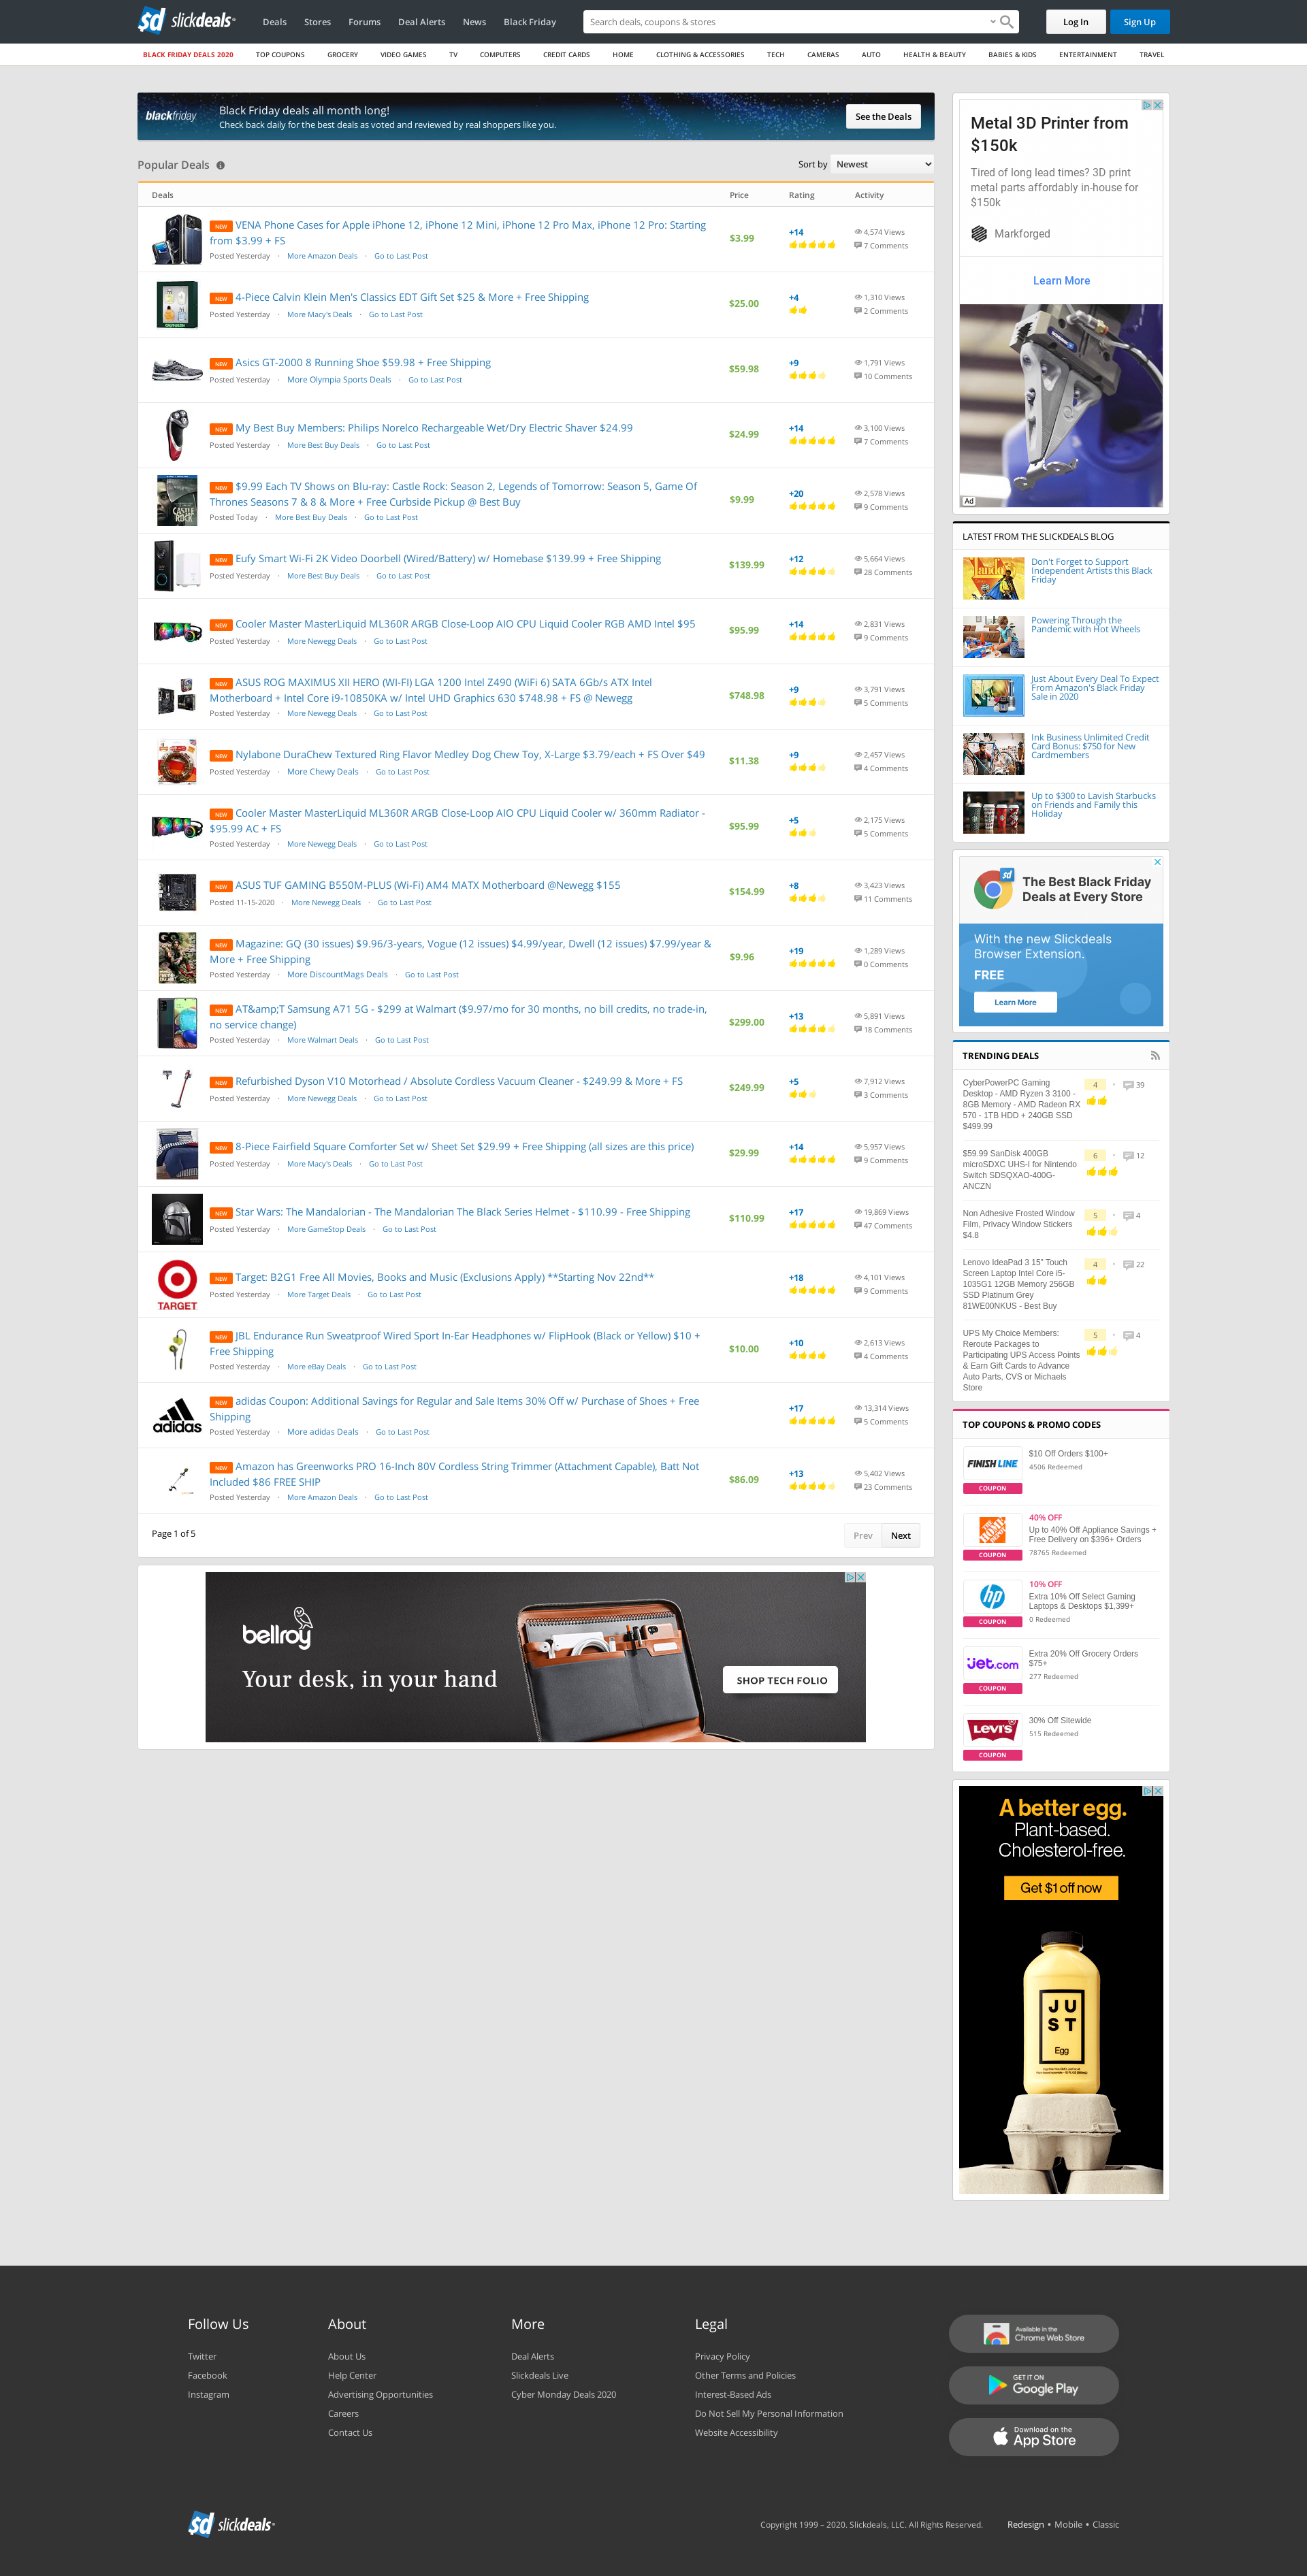 slickdeals
Deals Stores Forums Deal Alerts News Black Friday
Search deals, coupons & stores
Log In Sign Up
BLACK FRIDAY DEALS 2020 TOP COUPONS GROCERY VIDEO GAMES TV COMPUTERS CREDIT CARDS HOME CLOTHING & ACCESSORIES TECH CAMERAS AUTO HEALTH & BEAUTY BABIES & KIDS ENTERTAINMENT TRAVEL
blackfriday
Black Friday deals all month long!
Check back daily for the best deals as voted and reviewed by real shoppers like you.
See the Deals
Popular Deals
Sort by Newest
Deals Price Rating Activity
NEW VENA Phone Cases for Apple iPhone 12, iPhone 12 Mini, iPhone 12 Pro Max, iPhone 12 Pro: Starting
from $3.99 + FS
Posted Yesterday · More Amazon Deals · Go to Last Post
$3.99
+14
4,574 Views
7 Comments
NEW 4-Piece Calvin Klein Men's Classics EDT Gift Set $25 & More + Free Shipping
Posted Yesterday · More Macy's Deals · Go to Last Post
$25.00
+4
1,310 Views
2 Comments
NEW Asics GT-2000 8 Running Shoe $59.98 + Free Shipping
Posted Yesterday · More Olympia Sports Deals · Go to Last Post
$59.98
+9
1,791 Views
10 Comments
NEW My Best Buy Members: Philips Norelco Rechargeable Wet/Dry Electric Shaver $24.99
Posted Yesterday · More Best Buy Deals · Go to Last Post
$24.99
+14
3,100 Views
7 Comments
CASTLE
ROCK
NEW $9.99 Each TV Shows on Blu-ray: Castle Rock: Season 2, Legends of Tomorrow: Season 5, Game Of
Thrones Seasons 7 & 8 & More + Free Curbside Pickup @ Best Buy
Posted Today · More Best Buy Deals · Go to Last Post
$9.99
+20
2,578 Views
9 Comments
NEW Eufy Smart Wi-Fi 2K Video Doorbell (Wired/Battery) w/ Homebase $139.99 + Free Shipping
Posted Yesterday · More Best Buy Deals · Go to Last Post
$139.99
+12
5,664 Views
28 Comments
NEW Cooler Master MasterLiquid ML360R ARGB Close-Loop AIO CPU Liquid Cooler RGB AMD Intel $95
Posted Yesterday · More Newegg Deals · Go to Last Post
$95.99
+14
2,831 Views
9 Comments
NEW ASUS ROG MAXIMUS XII HERO (WI-FI) LGA 1200 Intel Z490 (WiFi 6) SATA 6Gb/s ATX Intel
Motherboard + Intel Core i9-10850KA w/ Intel UHD Graphics 630 $748.98 + FS @ Newegg
Posted Yesterday · More Newegg Deals · Go to Last Post
$748.98
+9
3,791 Views
5 Comments
NEW Nylabone DuraChew Textured Ring Flavor Medley Dog Chew Toy, X-Large $3.79/each + FS Over $49
Posted Yesterday · More Chewy Deals · Go to Last Post
$11.38
+9
2,457 Views
4 Comments
NEW Cooler Master MasterLiquid ML360R ARGB Close-Loop AIO CPU Liquid Cooler w/ 360mm Radiator -
$95.99 AC + FS
Posted Yesterday · More Newegg Deals · Go to Last Post
$95.99
+5
2,175 Views
5 Comments
NEW ASUS TUF GAMING B550M-PLUS (Wi-Fi) AM4 MATX Motherboard @Newegg $155
Posted 11-15-2020 · More Newegg Deals · Go to Last Post
$154.99
+8
3,423 Views
11 Comments
GQ
NEW Magazine: GQ (30 issues) $9.96/3-years, Vogue (12 issues) $4.99/year, Dwell (12 issues) $7.99/year &
More + Free Shipping
Posted Yesterday · More DiscountMags Deals · Go to Last Post
$9.96
+19
1,289 Views
0 Comments
NEW AT&amp;T Samsung A71 5G - $299 at Walmart ($9.97/mo for 30 months, no bill credits, no trade-in,
no service change)
Posted Yesterday · More Walmart Deals · Go to Last Post
$299.00
+13
5,891 Views
18 Comments
NEW Refurbished Dyson V10 Motorhead / Absolute Cordless Vacuum Cleaner - $249.99 & More + FS
Posted Yesterday · More Newegg Deals · Go to Last Post
$249.99
+5
7,912 Views
3 Comments
NEW 8-Piece Fairfield Square Comforter Set w/ Sheet Set $29.99 + Free Shipping (all sizes are this price)
Posted Yesterday · More Macy's Deals · Go to Last Post
$29.99
+14
5,957 Views
9 Comments
NEW Star Wars: The Mandalorian - The Mandalorian The Black Series Helmet - $110.99 - Free Shipping
Posted Yesterday · More GameStop Deals · Go to Last Post
$110.99
+17
19,869 Views
47 Comments
TARGET
NEW Target: B2G1 Free All Movies, Books and Music (Exclusions Apply) **Starting Nov 22nd**
Posted Yesterday · More Target Deals · Go to Last Post
+18
4,101 Views
9 Comments
NEW JBL Endurance Run Sweatproof Wired Sport In-Ear Headphones w/ FlipHook (Black or Yellow) $10 +
Free Shipping
Posted Yesterday · More eBay Deals · Go to Last Post
$10.00
+10
2,613 Views
4 Comments
adidas
NEW adidas Coupon: Additional Savings for Regular and Sale Items 30% Off w/ Purchase of Shoes + Free
Shipping
Posted Yesterday · More adidas Deals · Go to Last Post
+17
13,314 Views
5 Comments
NEW Amazon has Greenworks PRO 16-Inch 80V Cordless String Trimmer (Attachment Capable), Batt Not
Included $86 FREE SHIP
Posted Yesterday · More Amazon Deals · Go to Last Post
$86.09
+13
5,402 Views
23 Comments
Page 1 of 5
Prev Next
bellroy
Your desk, in your hand
SHOP TECH FOLIO
Metal 3D Printer from
$150k
Tired of long lead times? 3D print
metal parts affordably in-house for
$150k
Markforged
Learn More
Ad
LATEST FROM THE SLICKDEALS BLOG
Lando
Don't Forget to Support
Independent Artists this Black
Friday
Powering Through the
Pandemic with Hot Wheels
Just About Every Deal To Expect
From Amazon's Black Friday
Sale in 2020
Ink Business Unlimited Credit
Card Bonus: $750 for New
Cardmembers
Up to $300 to Lavish Starbucks
on Friends and Family this
Holiday
The Best Black Friday
Deals at Every Store
With the new Slickdeals
Browser Extension.
FREE
Learn More
TRENDING DEALS
CyberPowerPC Gaming
Desktop - AMD Ryzen 3 3100 -
8GB Memory - AMD Radeon RX
570 - 1TB HDD + 240GB SSD
$499.99
4 · 39
$59.99 SanDisk 400GB
microSDXC UHS-I for Nintendo
Switch SDSQXAO-400G-
ANCZN
6 · 12
Non Adhesive Frosted Window
Film, Privacy Window Stickers
$4.8
5 · 4
Lenovo IdeaPad 3 15" Touch
Screen Laptop Intel Core i5-
1035G1 12GB Memory 256GB
SSD Platinum Grey
81WE00NKUS - Best Buy
4 · 22
UPS My Choice Members:
Reroute Packages to
Participating UPS Access Points
& Earn Gift Cards to Advance
Auto Parts, CVS or Michaels
Store
5 · 4
TOP COUPONS & PROMO CODES
FINISH LINE
COUPON
$10 Off Orders $100+
4506 Redeemed
COUPON
40% OFF
Up to 40% Off Appliance Savings +
Free Delivery on $396+ Orders
78765 Redeemed
hp
COUPON
10% OFF
Extra 10% Off Select Gaming
Laptops & Desktops $1,399+
0 Redeemed
jet.com
COUPON
Extra 20% Off Grocery Orders
$75+
277 Redeemed
LEVI'S
COUPON
30% Off Sitewide
515 Redeemed
A better egg.
Plant-based.
Cholesterol-free.
Get $1 off now
JUST
Egg
Follow Us
Twitter
Facebook
Instagram
About
About Us
Help Center
Advertising Opportunities
Careers
Contact Us
More
Deal Alerts
Slickdeals Live
Cyber Monday Deals 2020
Legal
Privacy Policy
Other Terms and Policies
Interest-Based Ads
Do Not Sell My Personal Information
Website Accessibility
Available in the
Chrome Web Store
GET IT ON
Google Play
Download on the
App Store
slickdeals
Copyright 1999 – 2020. Slickdeals, LLC. All Rights Reserved.
Redesign • Mobile • Classic